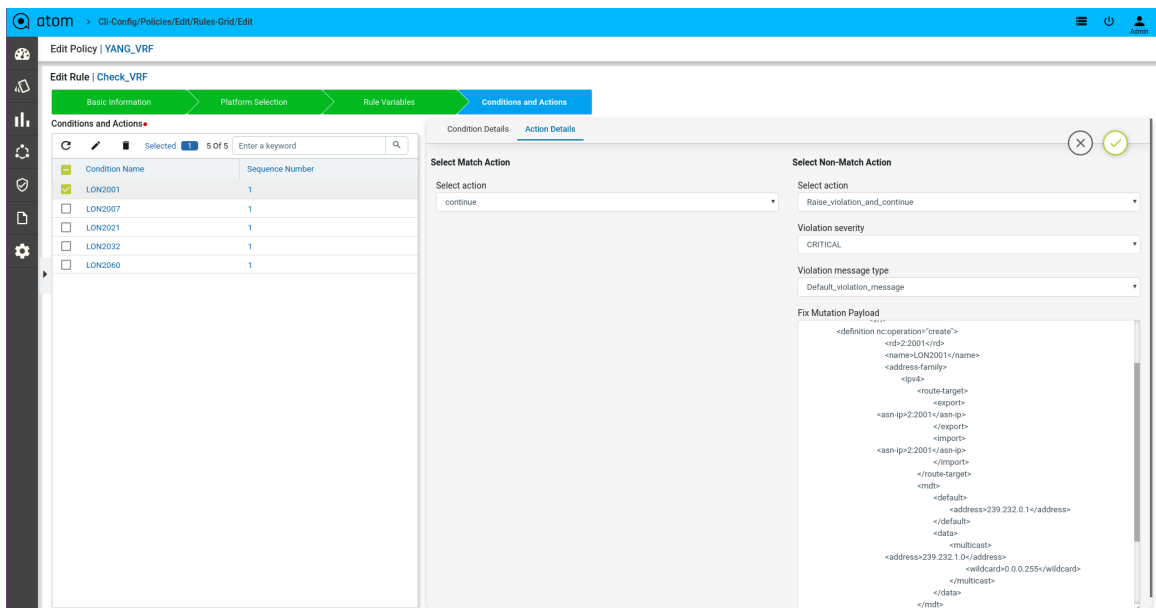 atom > Cli-Config/Policies/Edit/Rules-Grid/Edit
Admin
Edit Policy | YANG_VRF
Edit Rule | Check_VRF
Basic Information
Platform Selection
Rule Variables
Conditions and Actions
Conditions and Actions
Selected 1 5 Of 5 Enter a keyword
Condition Name Sequence Number
LON2001 1
LON2007 1
LON2021 1
LON2032 1
LON2060 1
Condition Details Action Details
Select Match Action
Select action
continue
Select Non-Match Action
Select action
Raise_violation_and_continue
Violation severity
CRITICAL
Violation message type
Default_violation_message
Fix Mutation Payload
<definition nc:operation="create">
<rd>2:2001</rd>
<name>LON2001</name>
<address-family>
<ipv4>
<route-target>
<export>
<asn-ip>2:2001</asn-ip>
</export>
<import>
<asn-ip>2:2001</asn-ip>
</import>
</route-target>
<mdt>
<default>
<address>239.232.0.1</address>
</default>
<data>
<multicast>
<address>239.232.1.0</address>
<wildcard>0.0.0.255</wildcard>
</multicast>
</data>
</mdt>